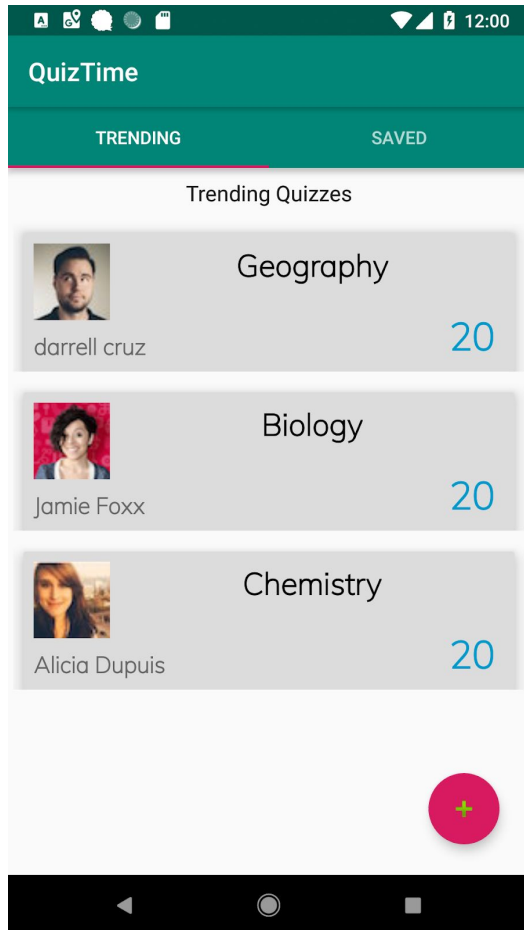 12:00
QuizTime
TRENDING SAVED
Trending Quizzes
Geography
darrell cruz
20
Biology
Jamie Foxx
20
Chemistry
Alicia Dupuis
20
+